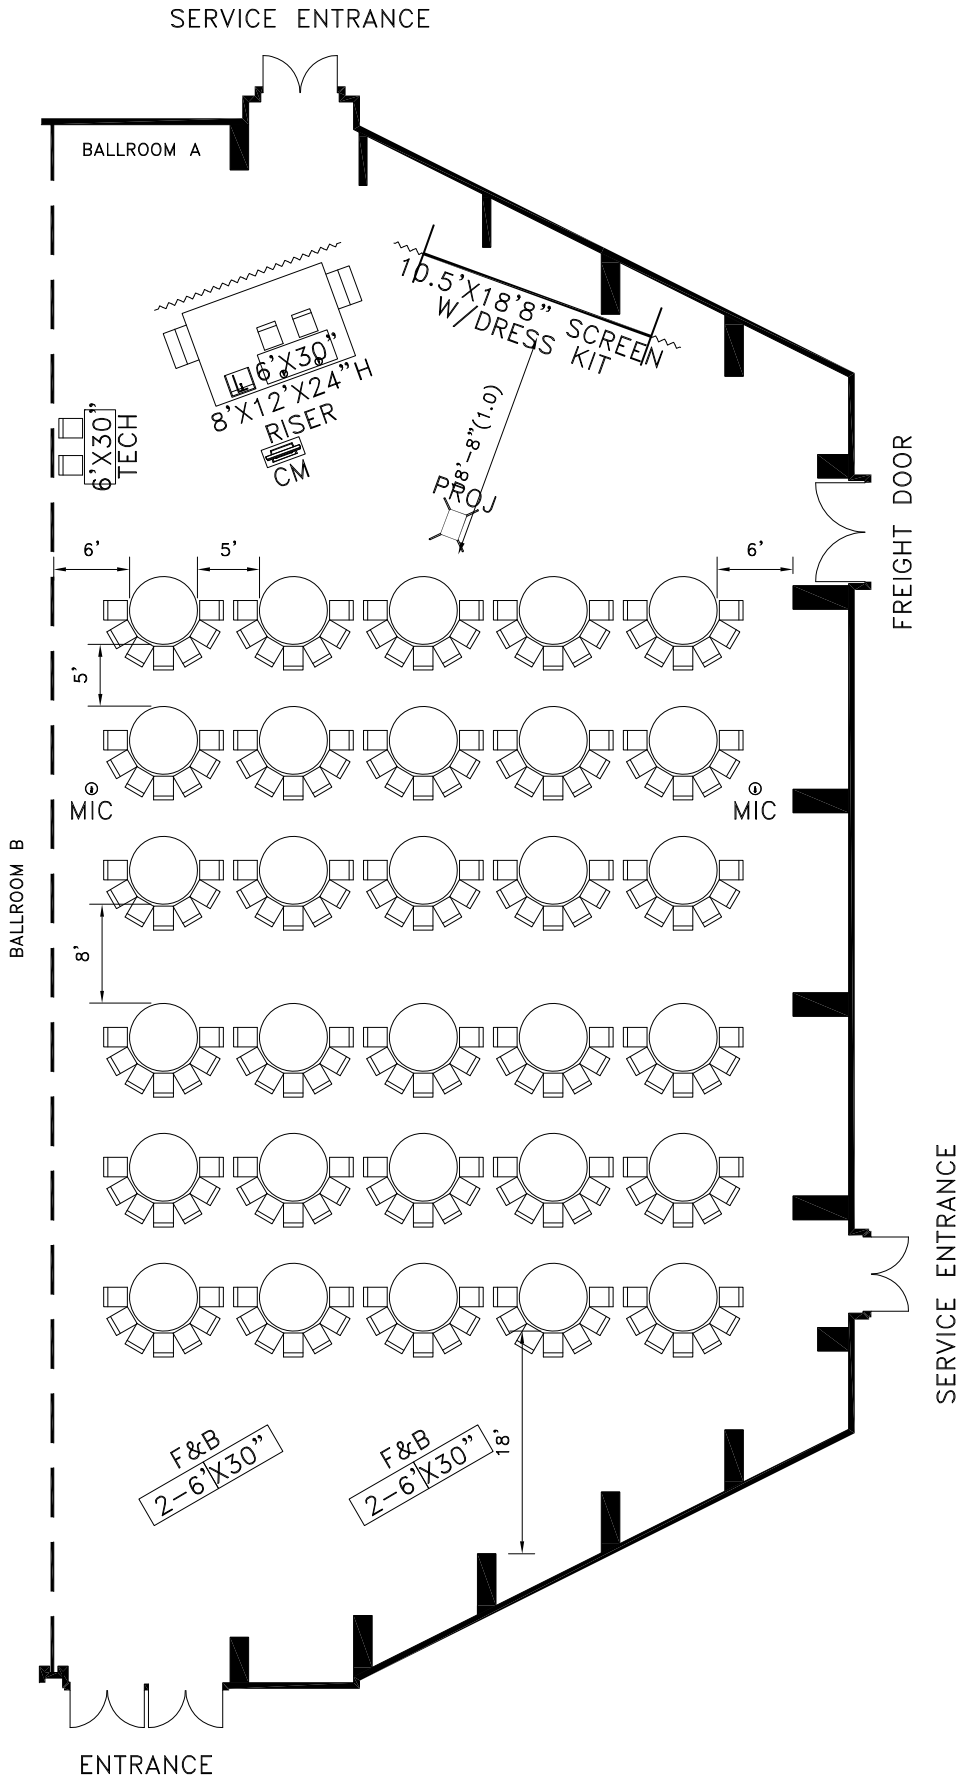 SERVICE ENTRANCE
BALLROOM A
10.5'X18'8" SCREEN
W/DRESS KIT
6'X30"
8'X12'X24"H
RISER
CM
6'X30"
TECH
18'-8"(1.0)
PROJ
FREIGHT DOOR
6'
5'
6'
5'
MIC
MIC
BALLROOM B
8'
SERVICE ENTRANCE
F&B
2-6'X30"
F&B
2-6'X30"
18'
ENTRANCE